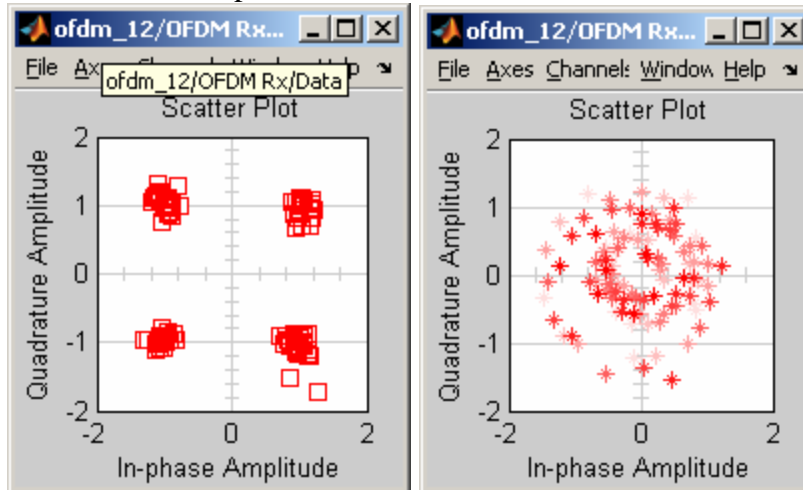 ofdm_12/OFDM Rx...
File Axes Channels Window Help
ofdm_12/OFDM Rx/Data
Scatter Plot
2
1
0
-1
-2
-2 0 2
Quadrature Amplitude
In-phase Amplitude
ofdm_12/OFDM Rx...
File Axes Channels Window Help
Scatter Plot
2
1
0
-1
-2
-2 0 2
Quadrature Amplitude
In-phase Amplitude